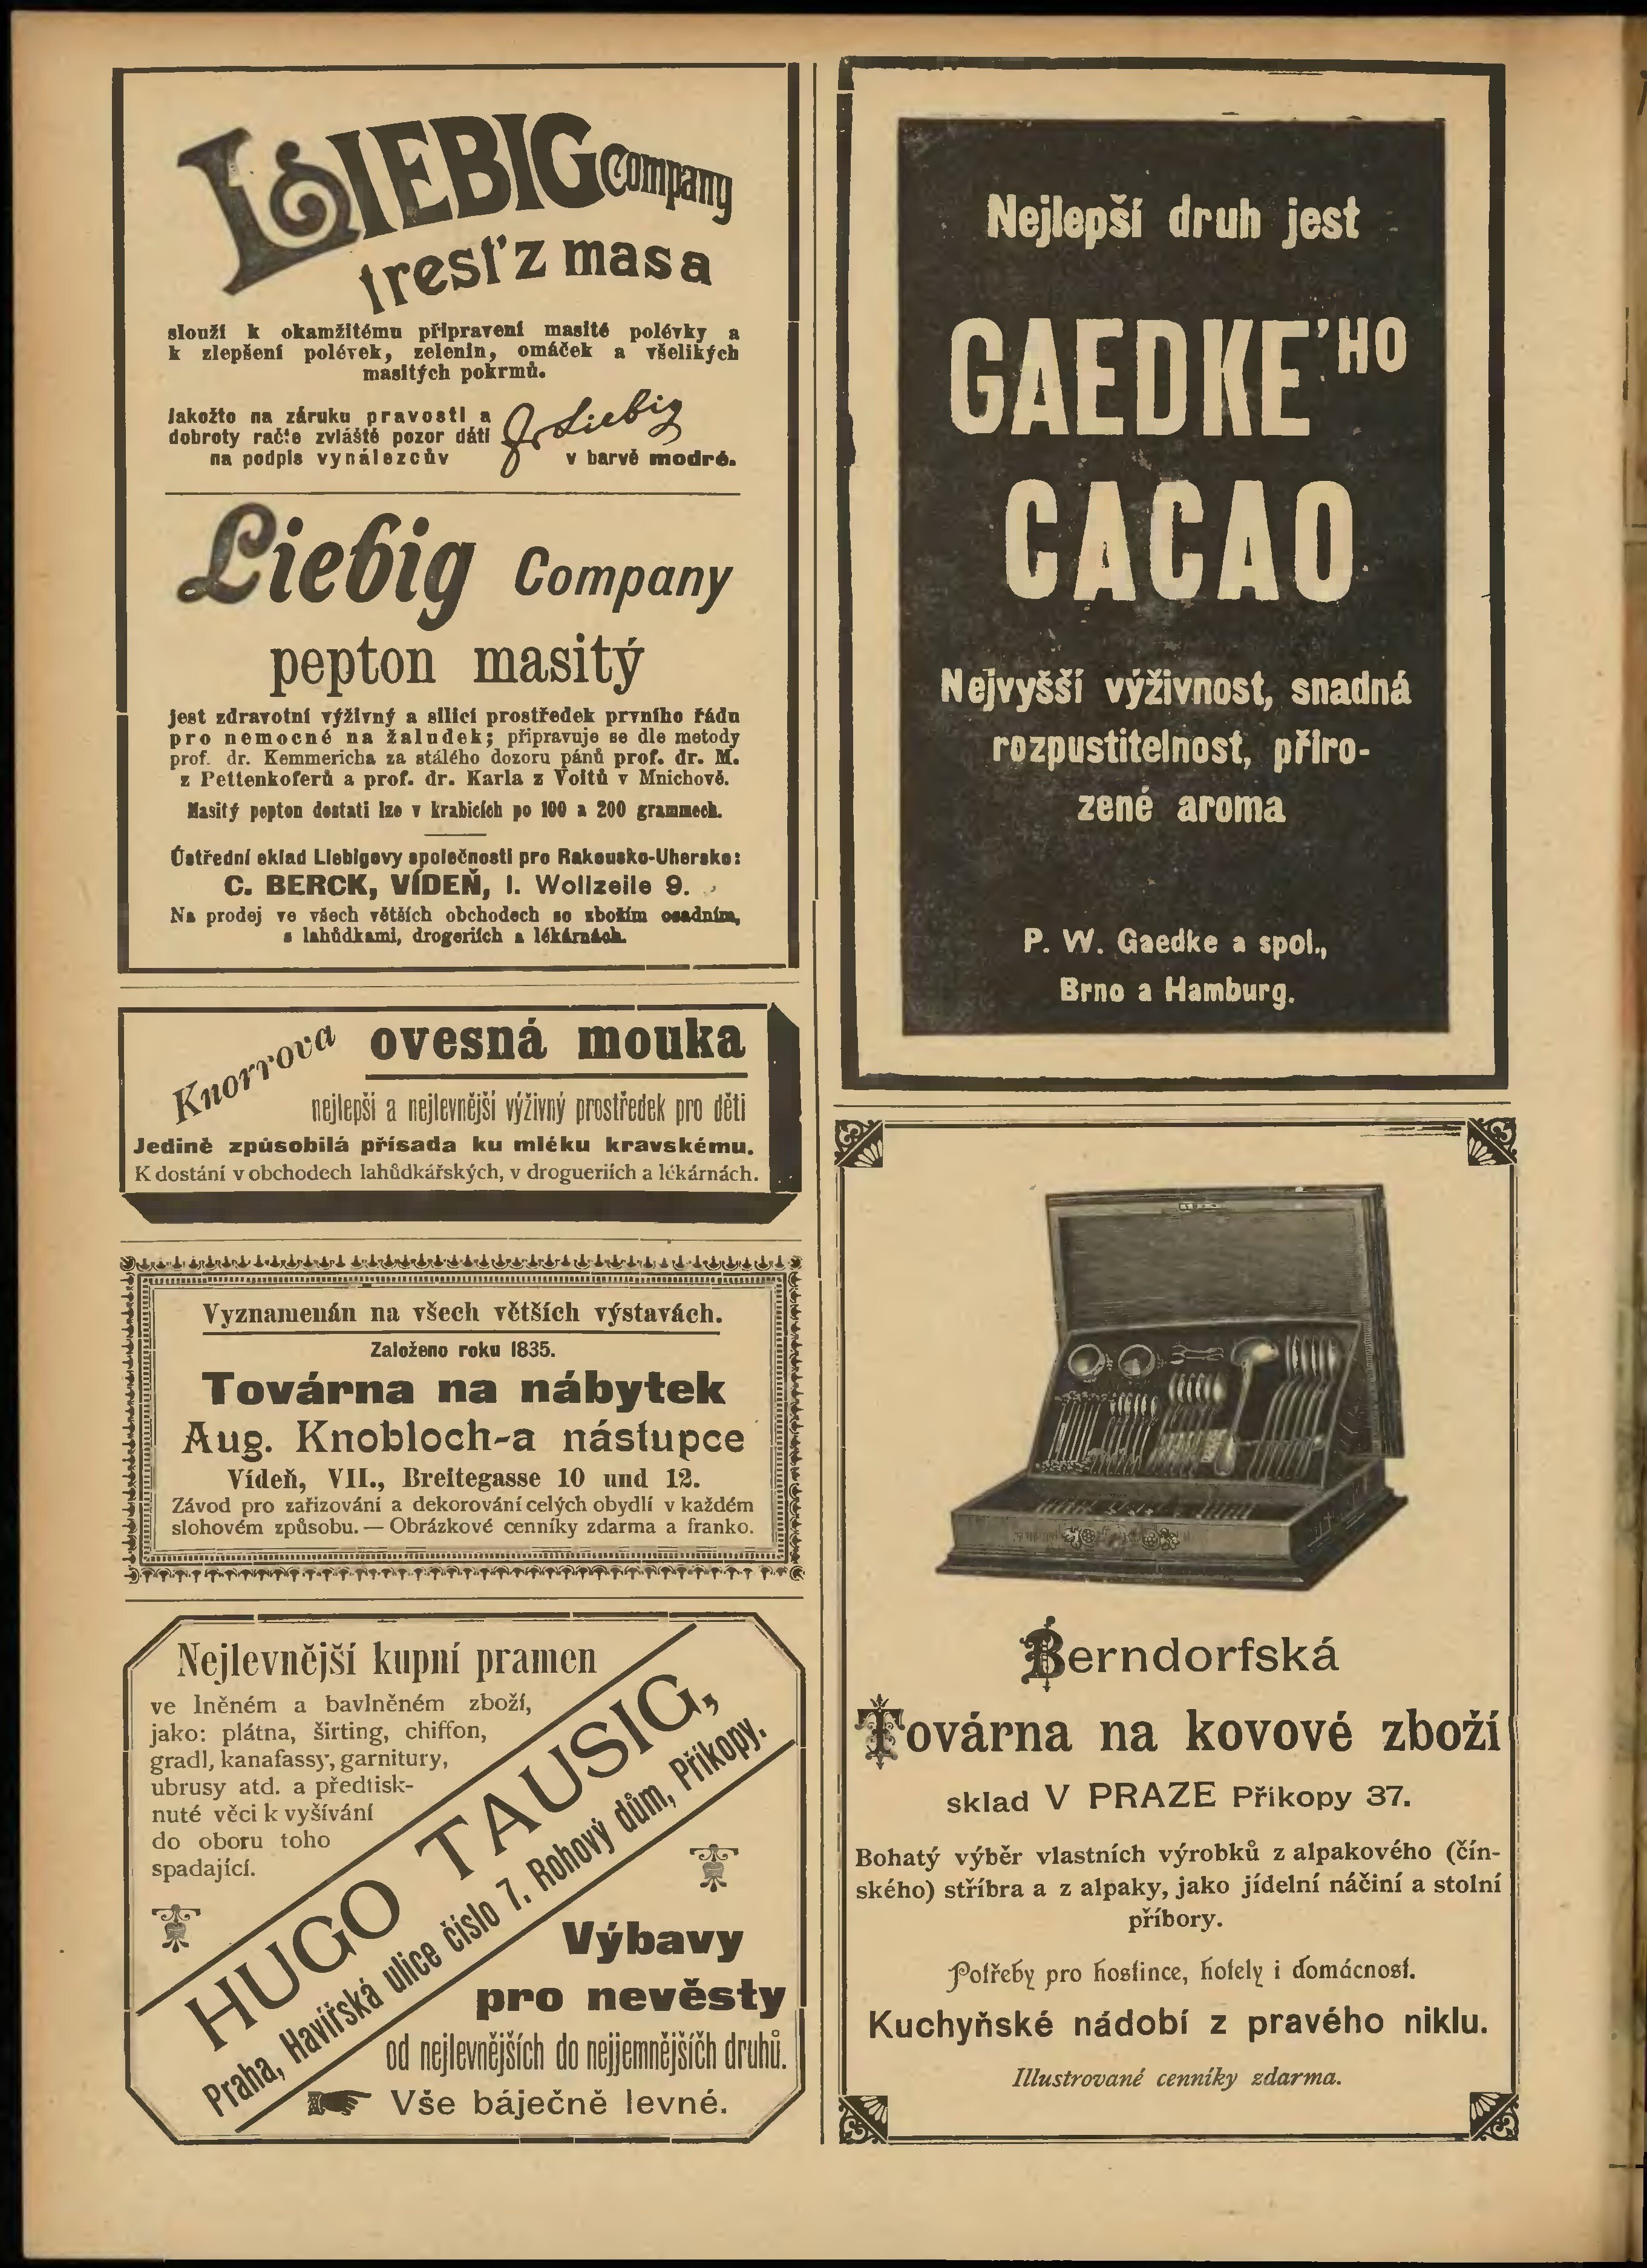 LIEBIG Company
tresť z masa
slouží k okamžitému připravení masité polévky a
k zlepšení polévek, zelenin, omáček a všelikých
masitých pokrmů.
Jakožto na záruku pravosti a
dobroty račte zvláště pozor dáti
na podpis vynálezcův
J. Liebig
v barvě modré.
Liebig Company
pepton masitý
jest zdravotní výživný a silící prostředek prvního řádu
pro nemocné na žaludek; připravuje se dle metody
prof. dr. Kemmericha za stálého dozoru pánů prof. dr. M.
z Pettenkoferů a prof. dr. Karla z Voitů v Mnichově.
Masitý pepton dostati lze v krabicích po 100 a 200 grammech.
Ústřední sklad Liebigovy společnosti pro Rakousko-Uhersko:
C. BERCK, VÍDEŇ, I. Wollzeile 9.
Na prodej ve všech větších obchodech se zbožím osadním,
s lahůdkami, drogeriích a lékárnách.
Knorrova ovesná mouka
nejlepší a nejlevnější výživný prostředek pro děti
Jedině způsobilá přísada ku mléku kravskému.
K dostání v obchodech lahůdkářských, v drogueriích a lékárnách.
Vyznamenán na všech větších výstavách.
Založeno roku 1835.
Továrna na nábytek
Aug. Knobloch-a nástupce
Vídeň, VII., Breitegasse 10 und 12.
Závod pro zařizování a dekorování celých obydlí v každém
slohovém způsobu. — Obrázkové cenníky zdarma a franko.
Nejlevnější kupní pramen
ve lněném a bavlněném zboží,
jako: plátna, širting, chiffon,
gradl, kanafassy, garnitury,
ubrusy atd. a předtisk-
nuté věci k vyšívání
do oboru toho
spadající.
HUGO TAUSIG,
Praha, Havířská ulice číslo 7. Rohový dům, Příkopy.
Výbavy
pro nevěsty
od nejlevnějších do nejjemnějšíčh druhů.
Vše báječně levné.
Nejlepší druh jest
GAEDKE'HO
CACAO
Nejvyšší výživnost, snadná
rozpustitelnost, přiro-
zené aroma
P. W. Gaedke a spol.,
Brno a Hamburg.
Berndorfská
Továrna na kovové zboží
sklad V PRAZE Příkopy 37.
Bohatý výběr vlastních výrobků z alpakového (čín-
ského) stříbra a z alpaky, jako jídelní náčiní a stolní
příbory.
Potřeby pro hostince, hotely i domácnost.
Kuchyňské nádobí z pravého niklu.
Illustrované cenníky zdarma.